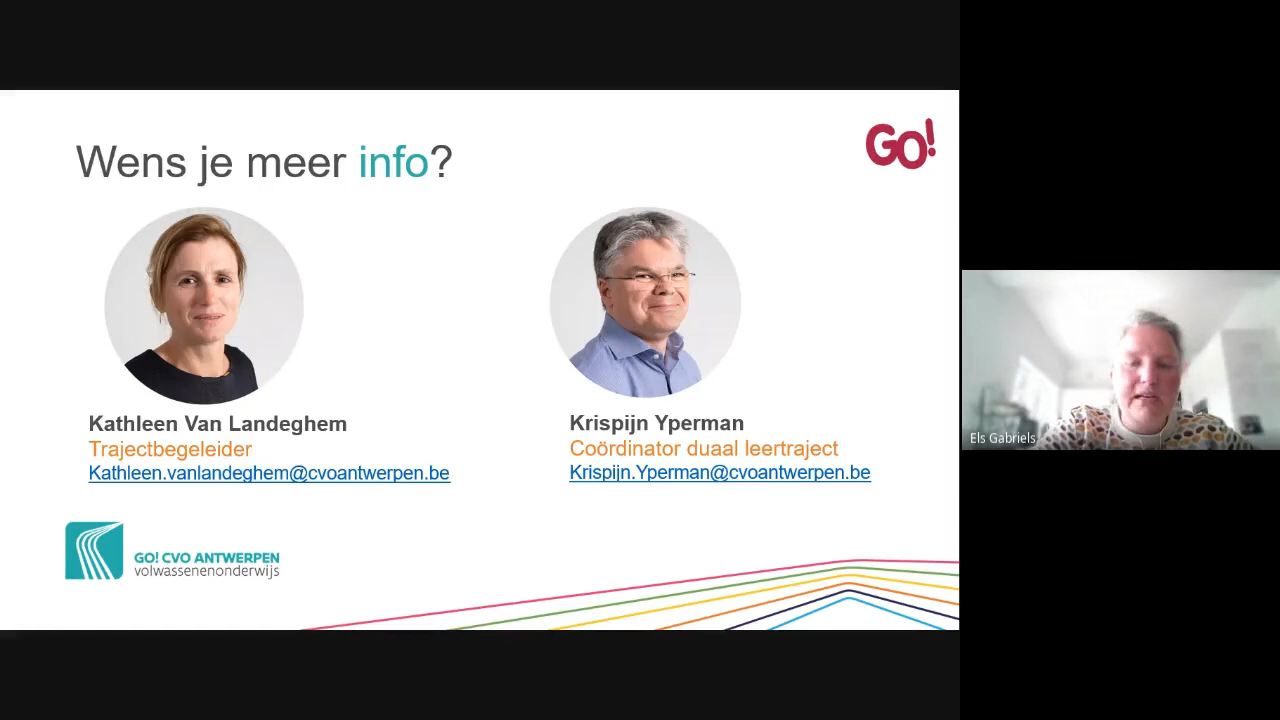 Wens je meer info?
GO!
Kathleen Van Landeghem
Trajectbegeleider
Kathleen.vanlandeghem@cvoantwerpen.be
Krispijn Yperman
Coördinator duaal leertraject
Krispijn.Yperman@cvoantwerpen.be
GO! CVO ANTWERPEN
volwassenenonderwijs
Els Gabriels